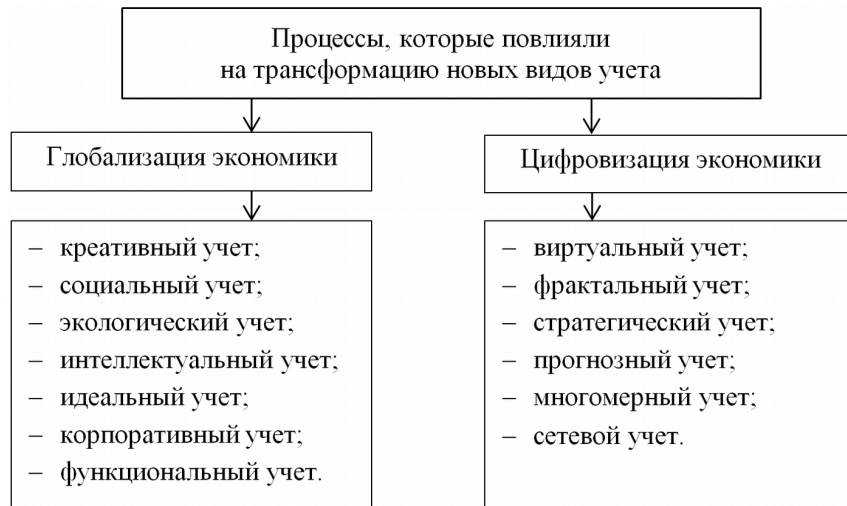 Процессы, которые повлияли
на трансформацию новых видов учета
Глобализация экономики
Цифровизация экономики
– креативный учет;
– социальный учет;
– экологический учет;
– интеллектуальный учет;
– идеальный учет;
– корпоративный учет;
– функциональный учет.
– виртуальный учет;
– фрактальный учет;
– стратегический учет;
– прогнозный учет;
– многомерный учет;
– сетевой учет.